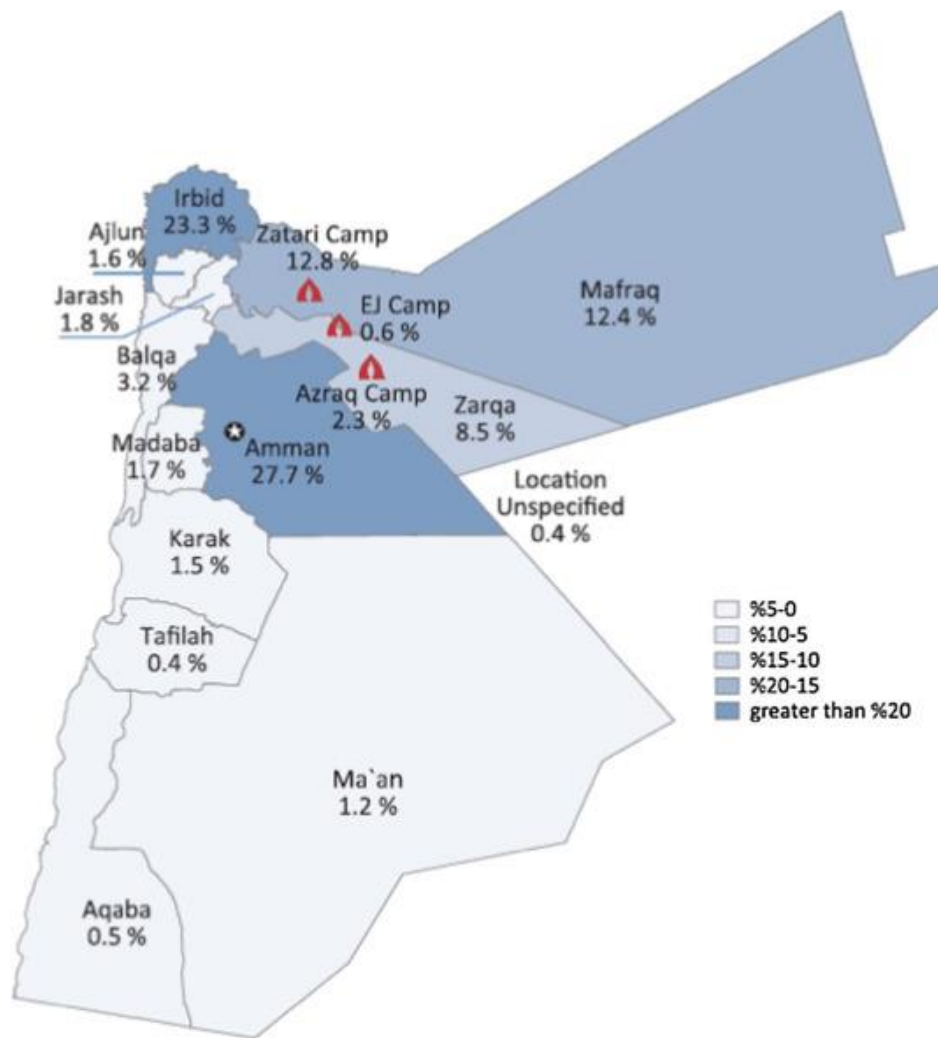 Irbid
23.3 %
Ajlun
1.6 %
Zatari Camp
12.8 %
Jarash
1.8 %
EJ Camp
0.6 %
Mafraq
12.4 %
Balqa
3.2 %
Azraq Camp
2.3 %
Zarqa
8.5 %
Madaba
1.7 %
Amman
27.7 %
Location
Unspecified
0.4 %
Karak
1.5 %
Tafilah
0.4 %
%5-0
%10-5
%15-10
%20-15
greater than %20
Ma`an
1.2 %
Aqaba
0.5 %